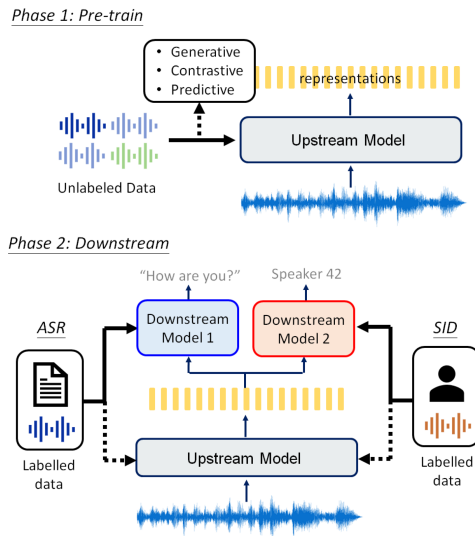 Phase 1: Pre-train
• Generative
• Contrastive
• Predictive
representations
Upstream Model
Unlabeled Data
Phase 2: Downstream
"How are you?"
Speaker 42
ASR
Downstream
Model 1
Downstream
Model 2
SID
Labelled
data
Upstream Model
Labelled
data